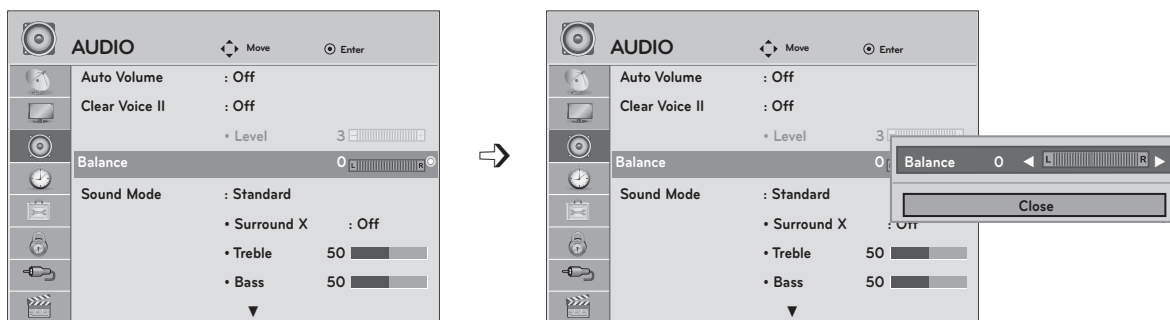 AUDIO Move Enter
Auto Volume : Off
Clear Voice II : Off
• Level 3 - +
Balance 0 L R
Sound Mode : Standard
• Surround X : Off
• Treble 50
• Bass 50
▼
AUDIO Move Enter
Auto Volume : Off
Clear Voice II : Off
• Level 3
Balance 0
Sound Mode : Standard
• Surround X : Off
• Treble 50
• Bass 50
▼
Balance 0 ◀ L R ▶
Close